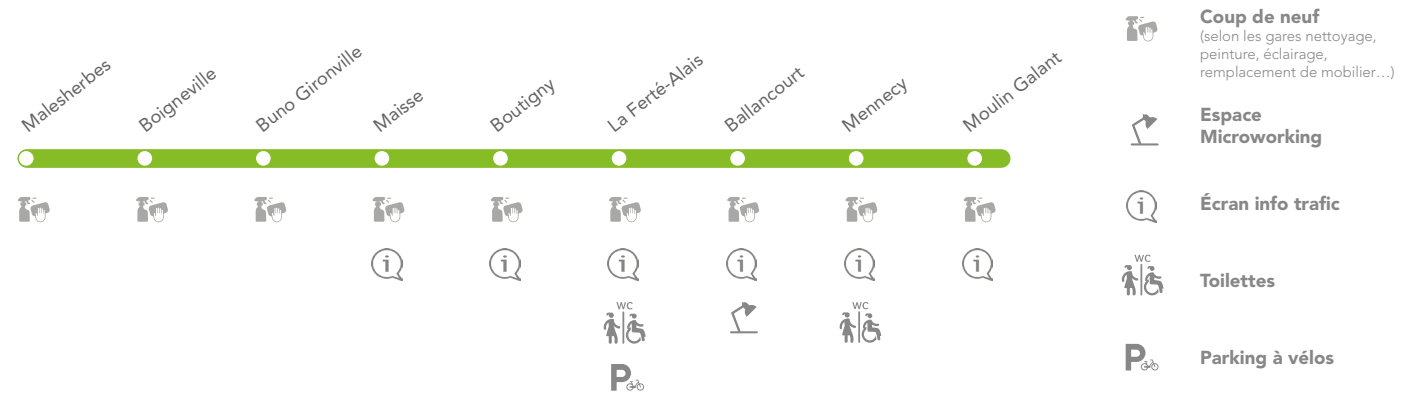 Malesherbes
Boigneville
Buno Gironville
Maisse
Boutigny
La Ferté-Alais
Ballancourt
Mennecy
Moulin Galant
i
i
i
i
i
i
WC
WC
P
Coup de neuf
(selon les gares nettoyage,
peinture, éclairage,
remplacement de mobilier…)
Espace
Microworking
i
Écran info trafic
WC
Toilettes
P
Parking à vélos